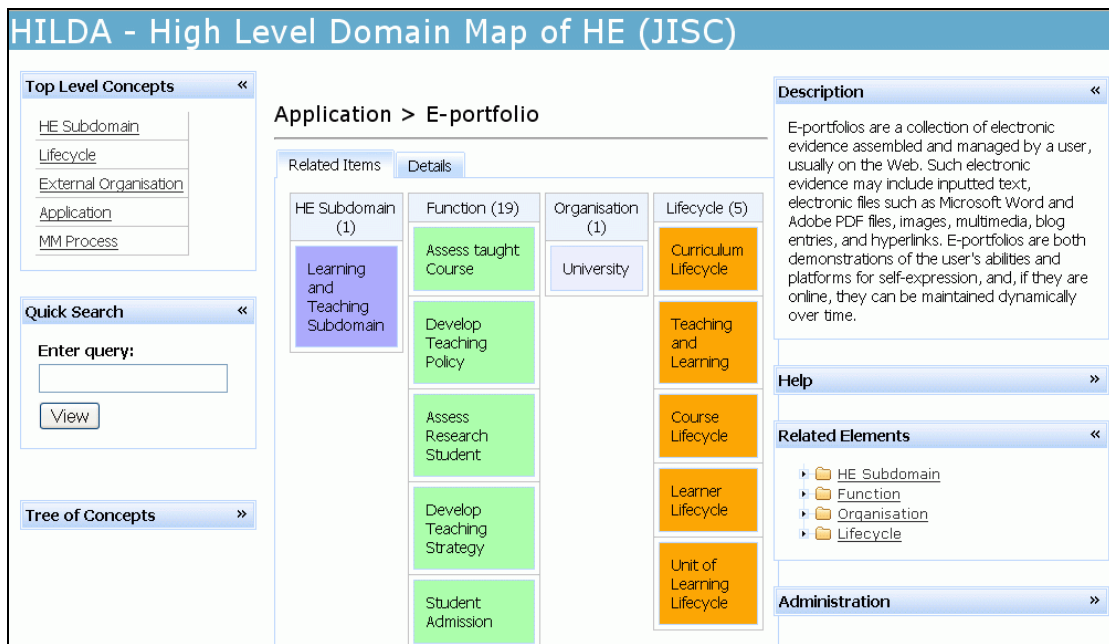 HILDA - High Level Domain Map of HE (JISC)
Top Level Concepts «
HE Subdomain
Lifecycle
External Organisation
Application
MM Process
Quick Search «
Enter query:
View
Tree of Concepts »
Application > E-portfolio
Related Items
Details
HE Subdomain
(1)
Learning
and
Teaching
Subdomain
Function (19)
Assess taught
Course
Develop
Teaching
Policy
Assess
Research
Student
Develop
Teaching
Strategy
Student
Admission
Organisation
(1)
University
Lifecycle (5)
Curriculum
Lifecycle
Teaching
and
Learning
Course
Lifecycle
Learner
Lifecycle
Unit of
Learning
Lifecycle
Description «
E-portfolios are a collection of electronic
evidence assembled and managed by a user,
usually on the Web. Such electronic
evidence may include inputted text,
electronic files such as Microsoft Word and
Adobe PDF files, images, multimedia, blog
entries, and hyperlinks. E-portfolios are both
demonstrations of the user's abilities and
platforms for self-expression, and, if they are
online, they can be maintained dynamically
over time.
Help »
Related Elements «
HE Subdomain
Function
Organisation
Lifecycle
Administration »